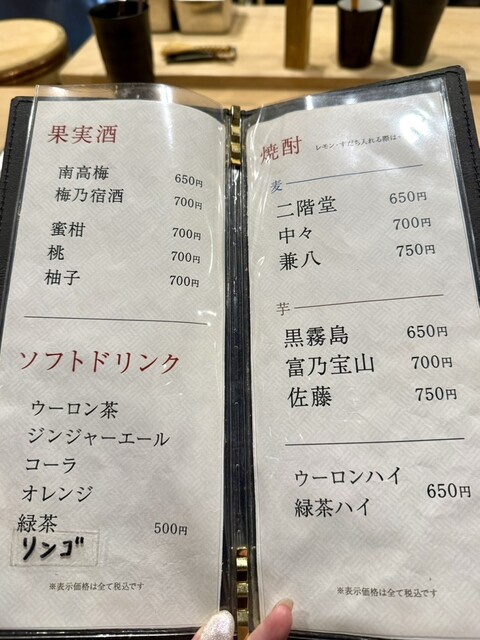 果実酒
南高梅 650円
梅乃宿酒 700円
蜜柑 700円
桃 700円
柚子 700円
ソフトドリンク
ウーロン茶
ジンジャーエール
コーラ
オレンジ
緑茶 500円
リンゴ
※表示価格は全て税込です
焼酎 レモン・すだち入れる際は
麦
二階堂 650円
中々 700円
兼八 750円
芋
黒霧島 650円
富乃宝山 700円
佐藤 750円
ウーロンハイ
緑茶ハイ 650円
※表示価格は全て税込です